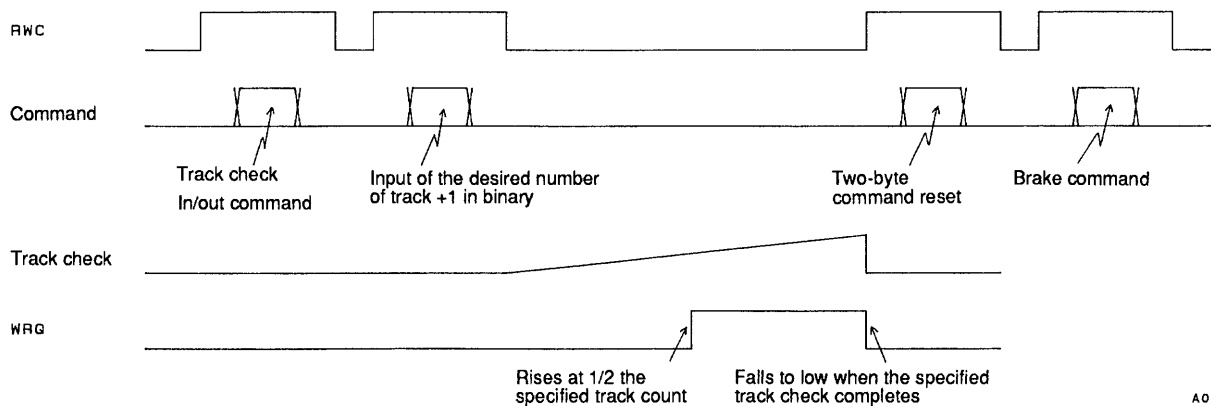 RWC
Command
Track check
In/out command
Input of the desired number
of track +1 in binary
Two-byte
command reset
Brake command
Track check
WRQ
Rises at 1/2 the
specified track count
Falls to low when the specified
track check completes
A0